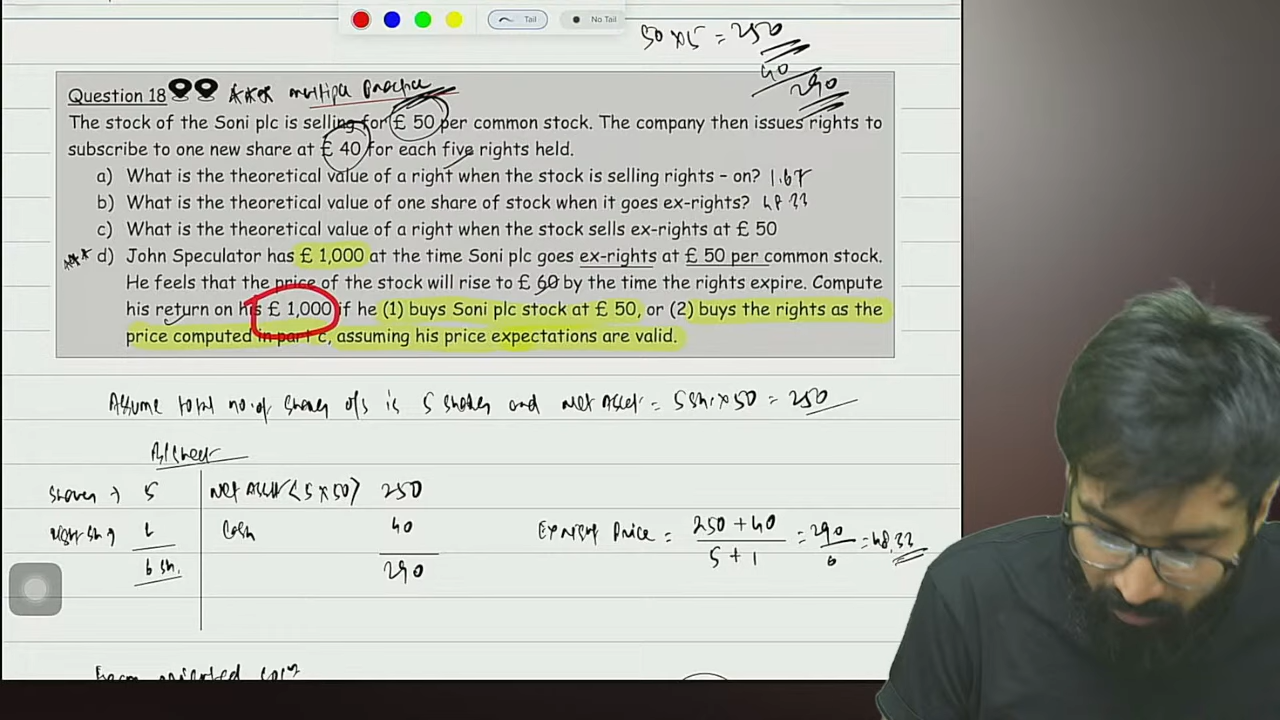 Tail
No Tail
50 × 5 = 250
40
290
Question 18 *** multiple practice
The stock of the Soni plc is selling for £ 50 per common stock. The company then issues rights to
subscribe to one new share at £ 40 for each five rights held.
a) What is the theoretical value of a right when the stock is selling rights – on? 1.67
b) What is the theoretical value of one share of stock when it goes ex-rights? 48.33
c) What is the theoretical value of a right when the stock sells ex-rights at £ 50
*** d) John Speculator has £ 1,000 at the time Soni plc goes ex-rights at £ 50 per common stock.
He feels that the price of the stock will rise to £ 60 by the time the rights expire. Compute
his return on his £ 1,000 if he (1) buys Soni plc stock at £ 50, or (2) buys the rights as the
price computed in part c, assuming his price expectations are valid.
Assume total no. of shares o/s is 5 shares and Net Asset = 5 sh. × 50 = 250
B/Sheet
Shares → 5 Net Asset (5 × 50) 250
Right sh → 1 Cash 40
6 sh. 290
Exright Price = 250 + 40 / 5 + 1 = 290 / 6 = 48.33
Exam oriented